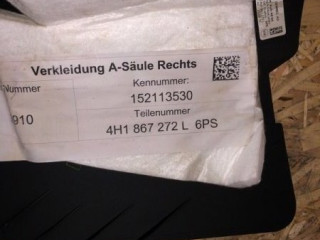 Verkleidung A-Säule Rechts
Nummer
Kennummer:
152113530
910
Teilenummer
4H1 867 272 L 6PS